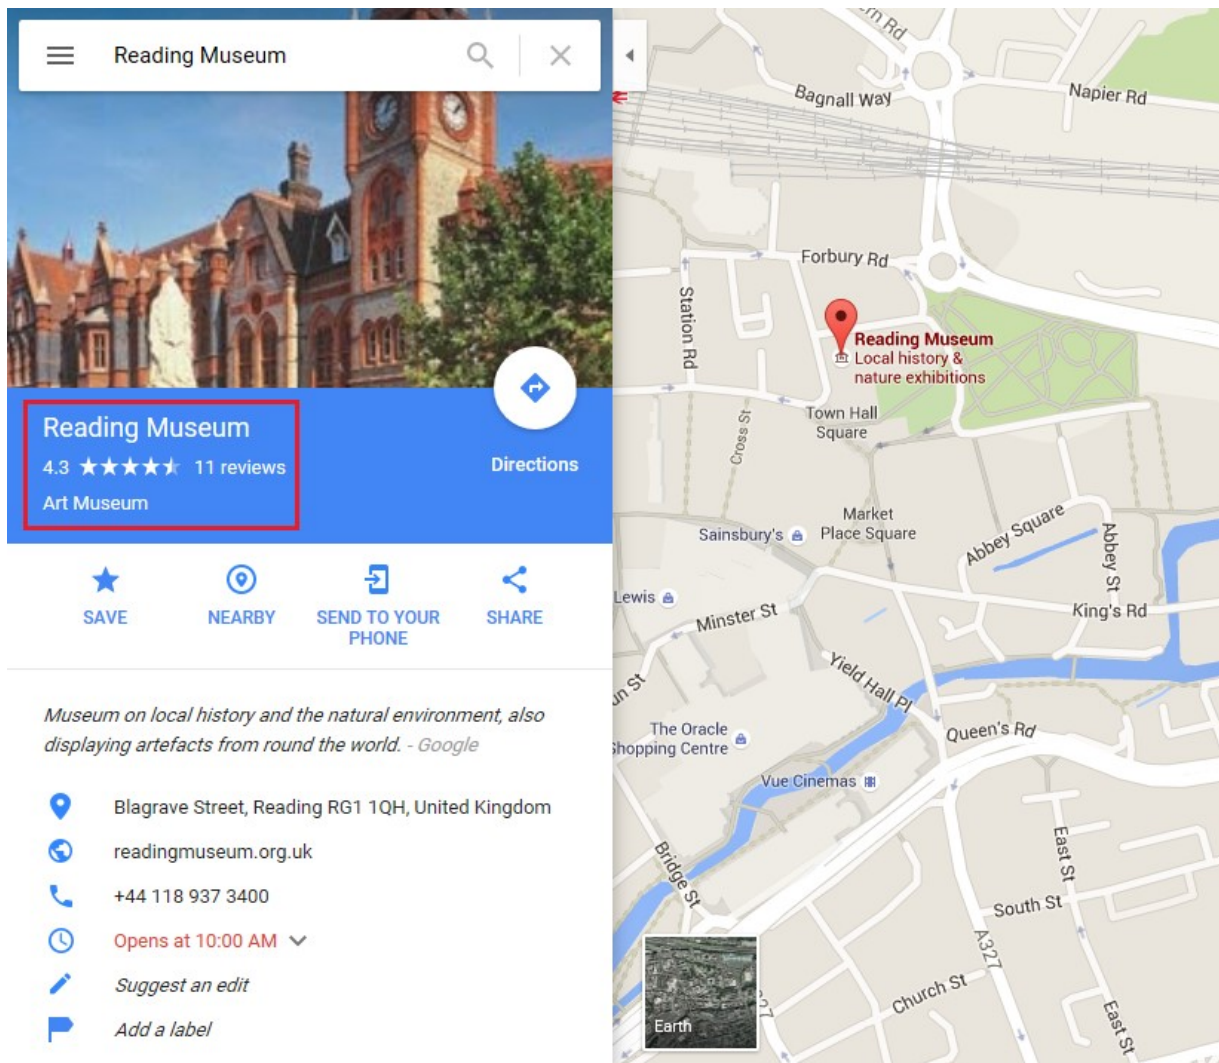 Reading Museum
Reading Museum
4.3 11 reviews
Art Museum
Directions
SAVE
NEARBY
SEND TO YOUR
PHONE
SHARE
Museum on local history and the natural environment, also
displaying artefacts from round the world. - Google
Blagrave Street, Reading RG1 1QH, United Kingdom
readingmuseum.org.uk
+44 118 937 3400
Opens at 10:00 AM
Suggest an edit
Add a label
Rd
Bagnall Way
Napier Rd
Forbury Rd
Station Rd
Reading Museum
Local history &
nature exhibitions
Town Hall
Square
Cross St
Market
Place Square
Sainsbury's
Abbey Square
Abbey St
Lewis
Minster St
King's Rd
Yield Hall Pl
un St
The Oracle
Shopping Centre
Queen's Rd
Vue Cinemas
Bridge St
East St
South St
A327
Church St
East St
Earth